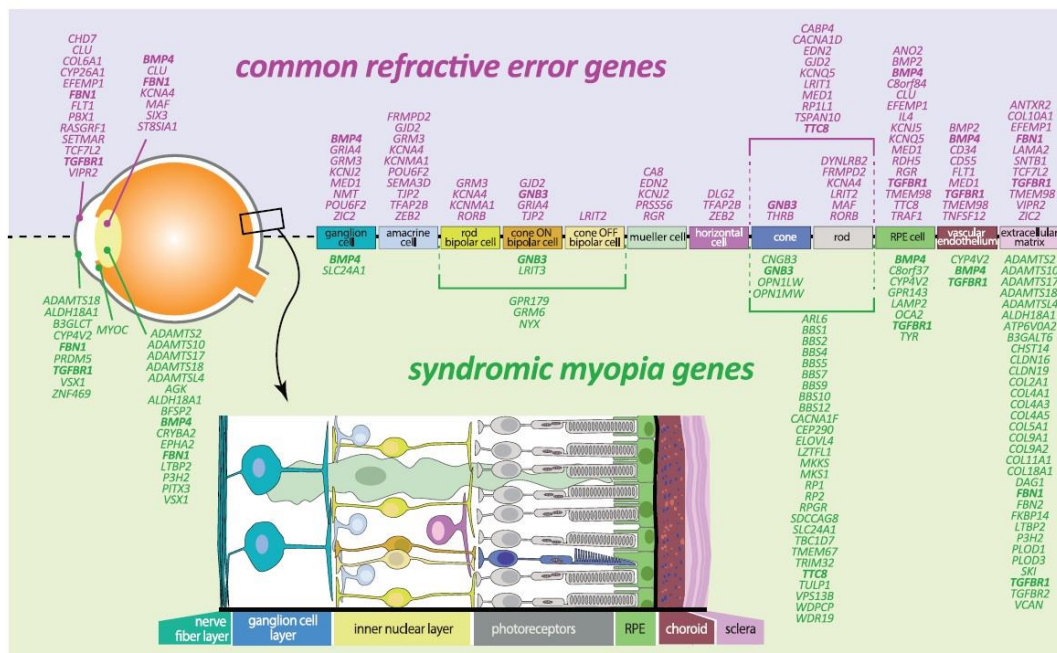 common refractive error genes
CHD7
CLU
COL6A1
CYP26A1
EFEMP1
FBN1
FLT1
PBX1
RASGRF1
SETMAR
TCF7L2
TGFBR1
VIPR2
BMP4
CLU
FBN1
KCNA4
MAF
SIX3
ST8SIA1
BMP4
GRIA4
GRM3
KCNJ2
MED1
NMT
POU6F2
ZIC2
FRMPD2
GJD2
GRM3
KCNA4
KCNMA1
POU6F2
SEMA3D
TJP2
TFAP2B
ZEB2
GRM3
KCNA4
KCNMA1
RORB
GJD2
GNB3
GRIA4
TJP2
LRIT2
CA8
EDN2
KCNJ2
PRSS56
RGR
DLG2
TFAP2B
ZEB2
CABP4
CACNA1D
EDN2
GJD2
KCNQ5
LRIT1
MED1
RP1L1
TSPAN10
TTC8
GNB3
THRB
DYNLRB2
FRMPD2
KCNA4
LRIT2
MAF
RORB
ANO2
BMP2
BMP4
C8orf84
CLU
EFEMP1
IL4
KCNJ5
KCNQ5
MED1
RDH5
RGR
TGFBR1
TMEM98
TTC8
TRAF1
BMP2
BMP4
CD34
CD55
FLT1
MED1
TGFBR1
TMEM98
TNFSF12
ANTXR2
COL10A1
EFEMP1
FBN1
LAMA2
SNTB1
TCF7L2
TGFBR1
TMEM98
VIPR2
ZIC2
ganglion
cell
amacrine
cell
rod
bipolar cell
cone ON
bipolar cell
cone OFF
bipolar cell
mueller cell
horizontal
cell
cone
rod
RPE cell
vascular
endothelium
extracellular
matrix
ADAMTS18
ALDH18A1
B3GLCT
CYP4V2
FBN1
PRDM5
TGFBR1
VSX1
ZNF469
MYOC
ADAMTS2
ADAMTS10
ADAMTS17
ADAMTS18
ADAMTSL4
AGK
ALDH18A1
BFSP2
BMP4
CRYBA2
EPHA2
FBN1
LTBP2
P3H2
PITX3
VSX1
BMP4
SLC24A1
GNB3
LRIT3
GPR179
GRM6
NYX
CNGB3
GNB3
OPN1LW
OPN1MW
ARL6
BBS1
BBS2
BBS4
BBS5
BBS7
BBS9
BBS10
BBS12
CACNA1F
CEP290
ELOVL4
LZTFL1
MKKS
MKS1
RP1
RP2
RPGR
SDCCAG8
SLC24A1
TBC1D7
TMEM67
TRIM32
TTC8
TULP1
VPS13B
WDPCP
WDR19
BMP4
C8orf37
CYP4V2
GPR143
LAMP2
OCA2
TGFBR1
TYR
CYP4V2
BMP4
TGFBR1
ADAMTS2
ADAMTS10
ADAMTS17
ADAMTS18
ADAMTSL4
ALDH18A1
ATP6V0A2
B3GALT6
CHST14
CLDN16
CLDN19
COL2A1
COL4A1
COL4A3
COL4A5
COL5A1
COL9A1
COL9A2
COL11A1
COL18A1
DAG1
FBN1
FBN2
FKBP14
LTBP2
P3H2
PLOD1
PLOD3
SKI
TGFBR1
TGFBR2
VCAN
syndromic myopia genes
nerve
fiber layer
ganglion cell
layer
inner nuclear layer
photoreceptors
RPE
choroid
sclera